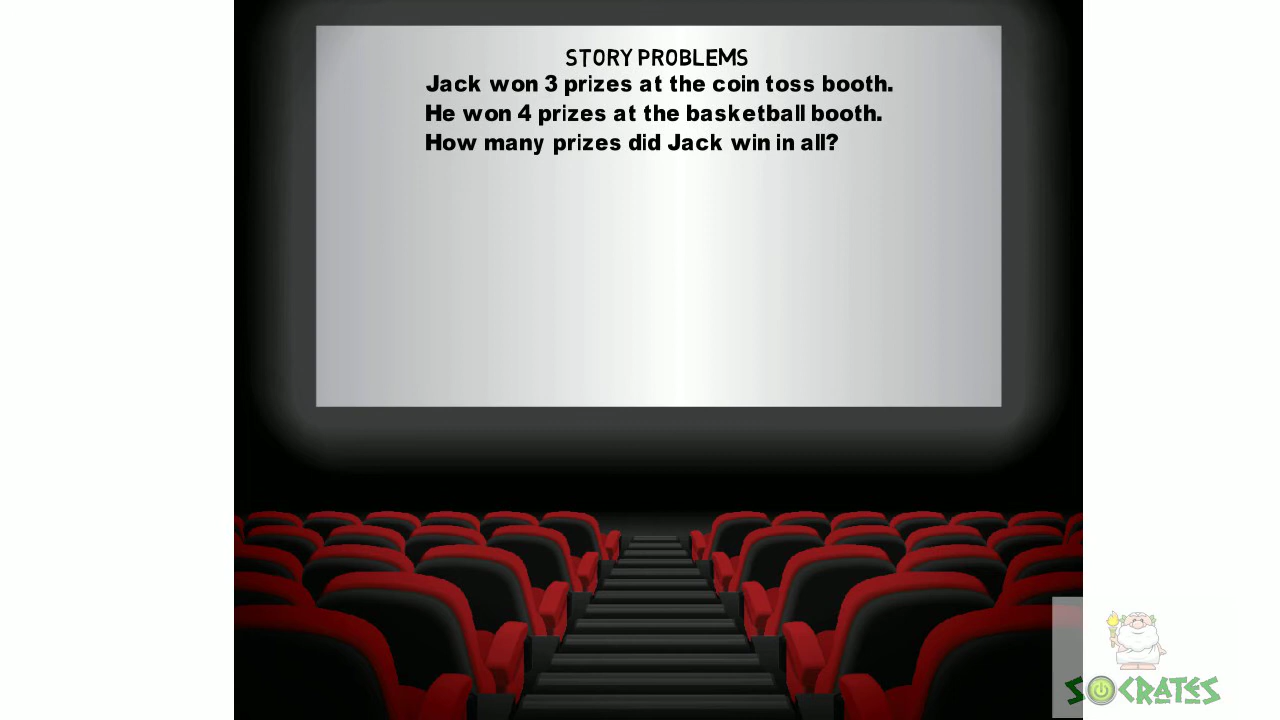 STORY PROBLEMS
Jack won 3 prizes at the coin toss booth.
He won 4 prizes at the basketball booth.
How many prizes did Jack win in all?
SOCRATES